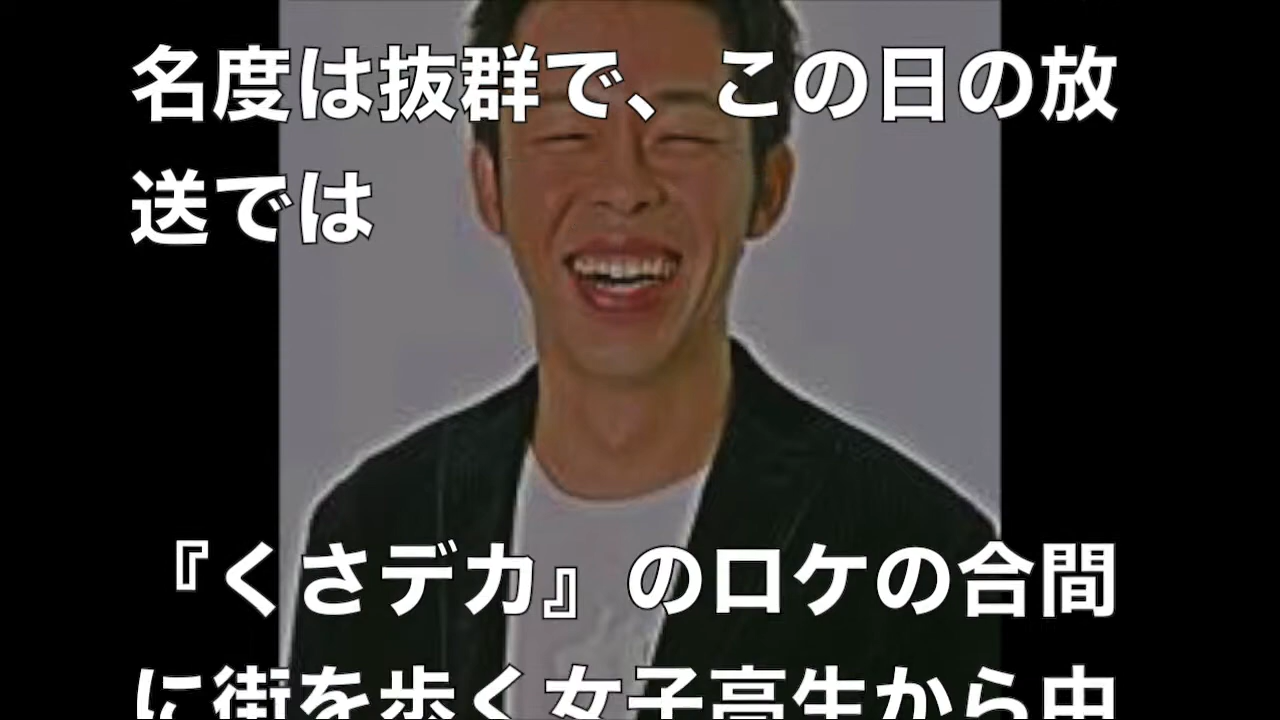 名度は抜群で、この日の放
送では
『くさデカ』のロケの合間
に街を歩く女子高生から中